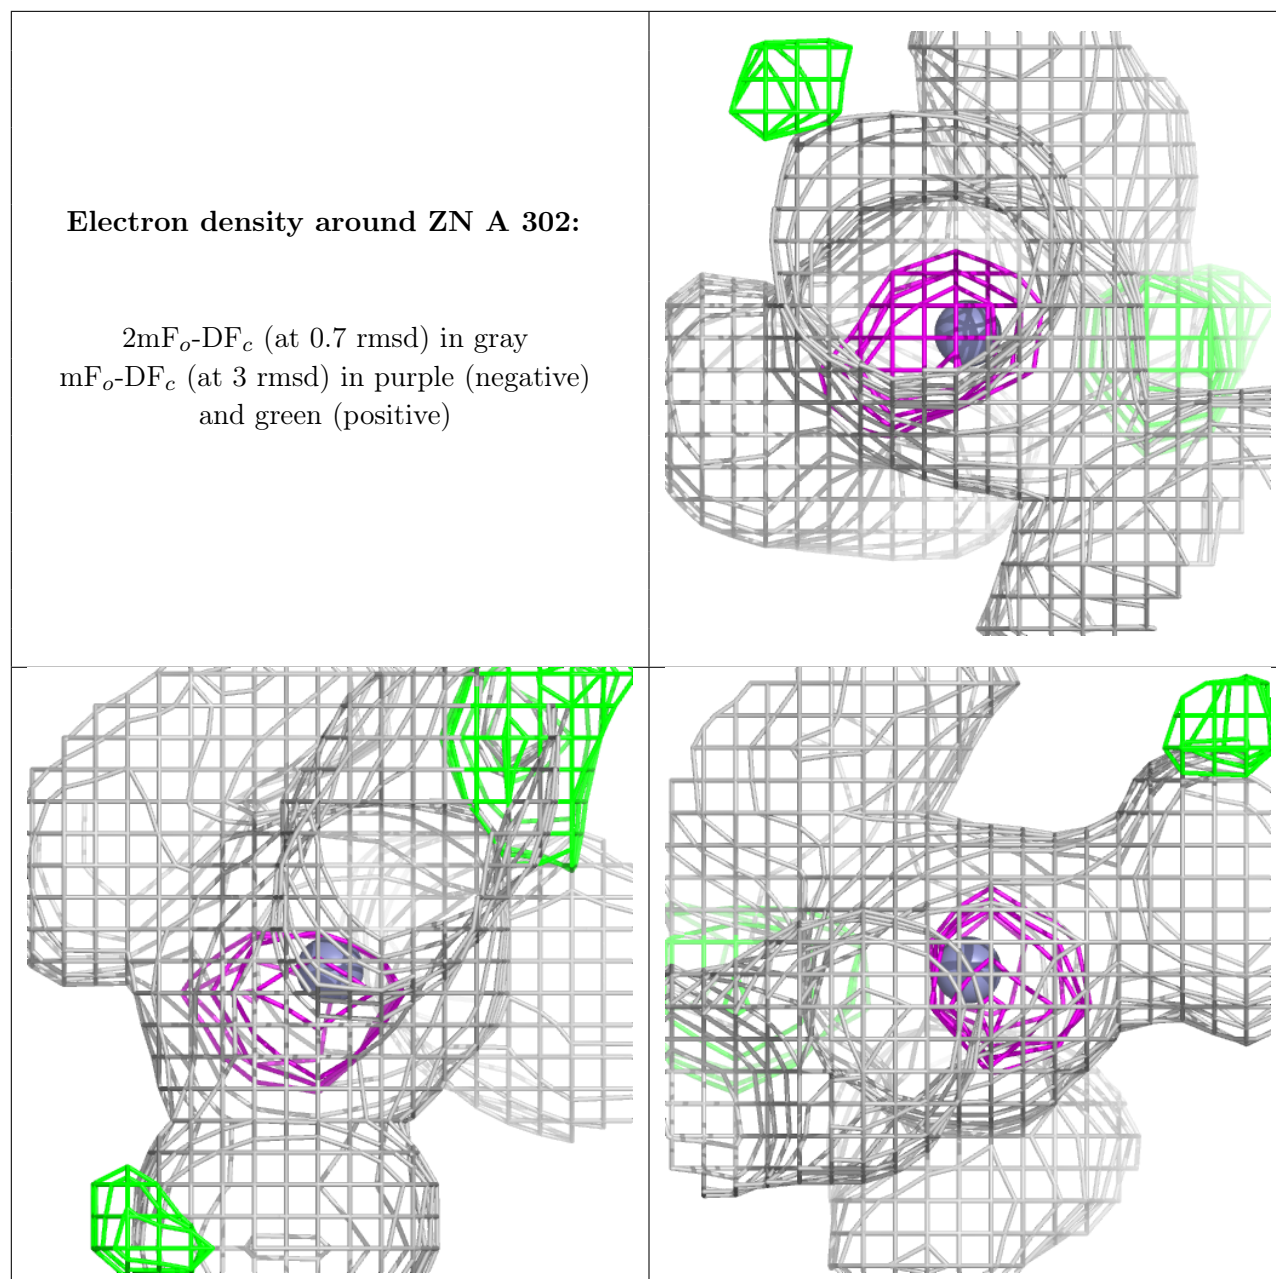 Electron density around ZN A 302:
2mFo-DFc (at 0.7 rmsd) in gray
mFo-DFc (at 3 rmsd) in purple (negative)
and green (positive)